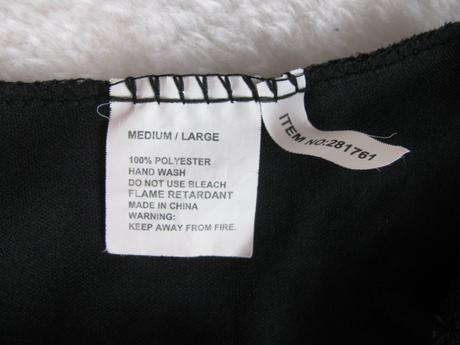 MEDIUM / LARGE
100% POLYESTER
HAND WASH
DO NOT USE BLEACH
FLAME RETARDANT
MADE IN CHINA
WARNING:
KEEP AWAY FROM FIRE.
ITEM NO:281761